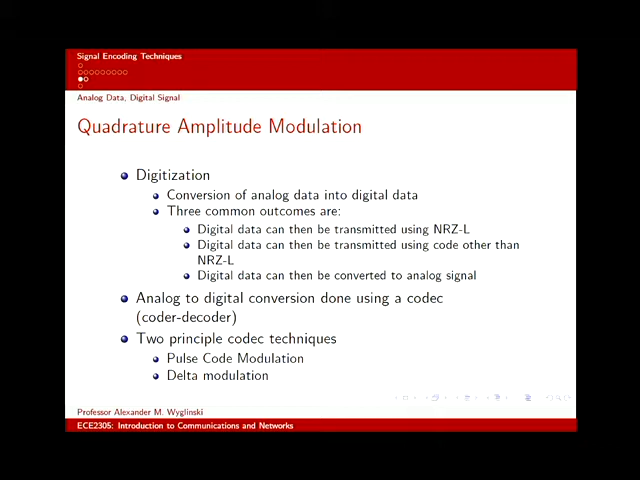 Signal Encoding Techniques
Analog Data, Digital Signal
Quadrature Amplitude Modulation
Digitization
Conversion of analog data into digital data
Three common outcomes are:
Digital data can then be transmitted using NRZ-L
Digital data can then be transmitted using code other than
NRZ-L
Digital data can then be converted to analog signal
Analog to digital conversion done using a codec
(coder-decoder)
Two principle codec techniques
Pulse Code Modulation
Delta modulation
Professor Alexander M. Wyglinski
ECE2305: Introduction to Communications and Networks